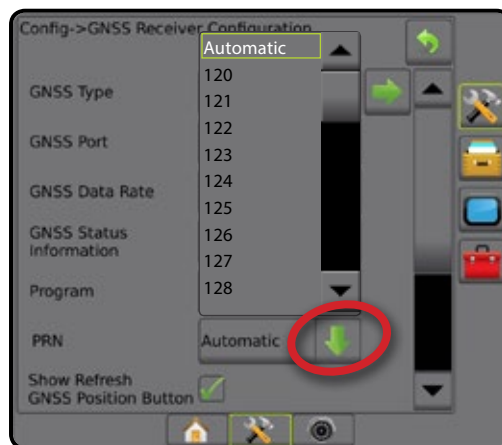 Config->GNSS Receiver Configuration
Automatic
120
121
122
123
124
125
126
127
128
GNSS Type
GNSS Port
GNSS Data Rate
GNSS Status
Information
Program
PRN
Automatic
Show Refresh
GNSS Position Button